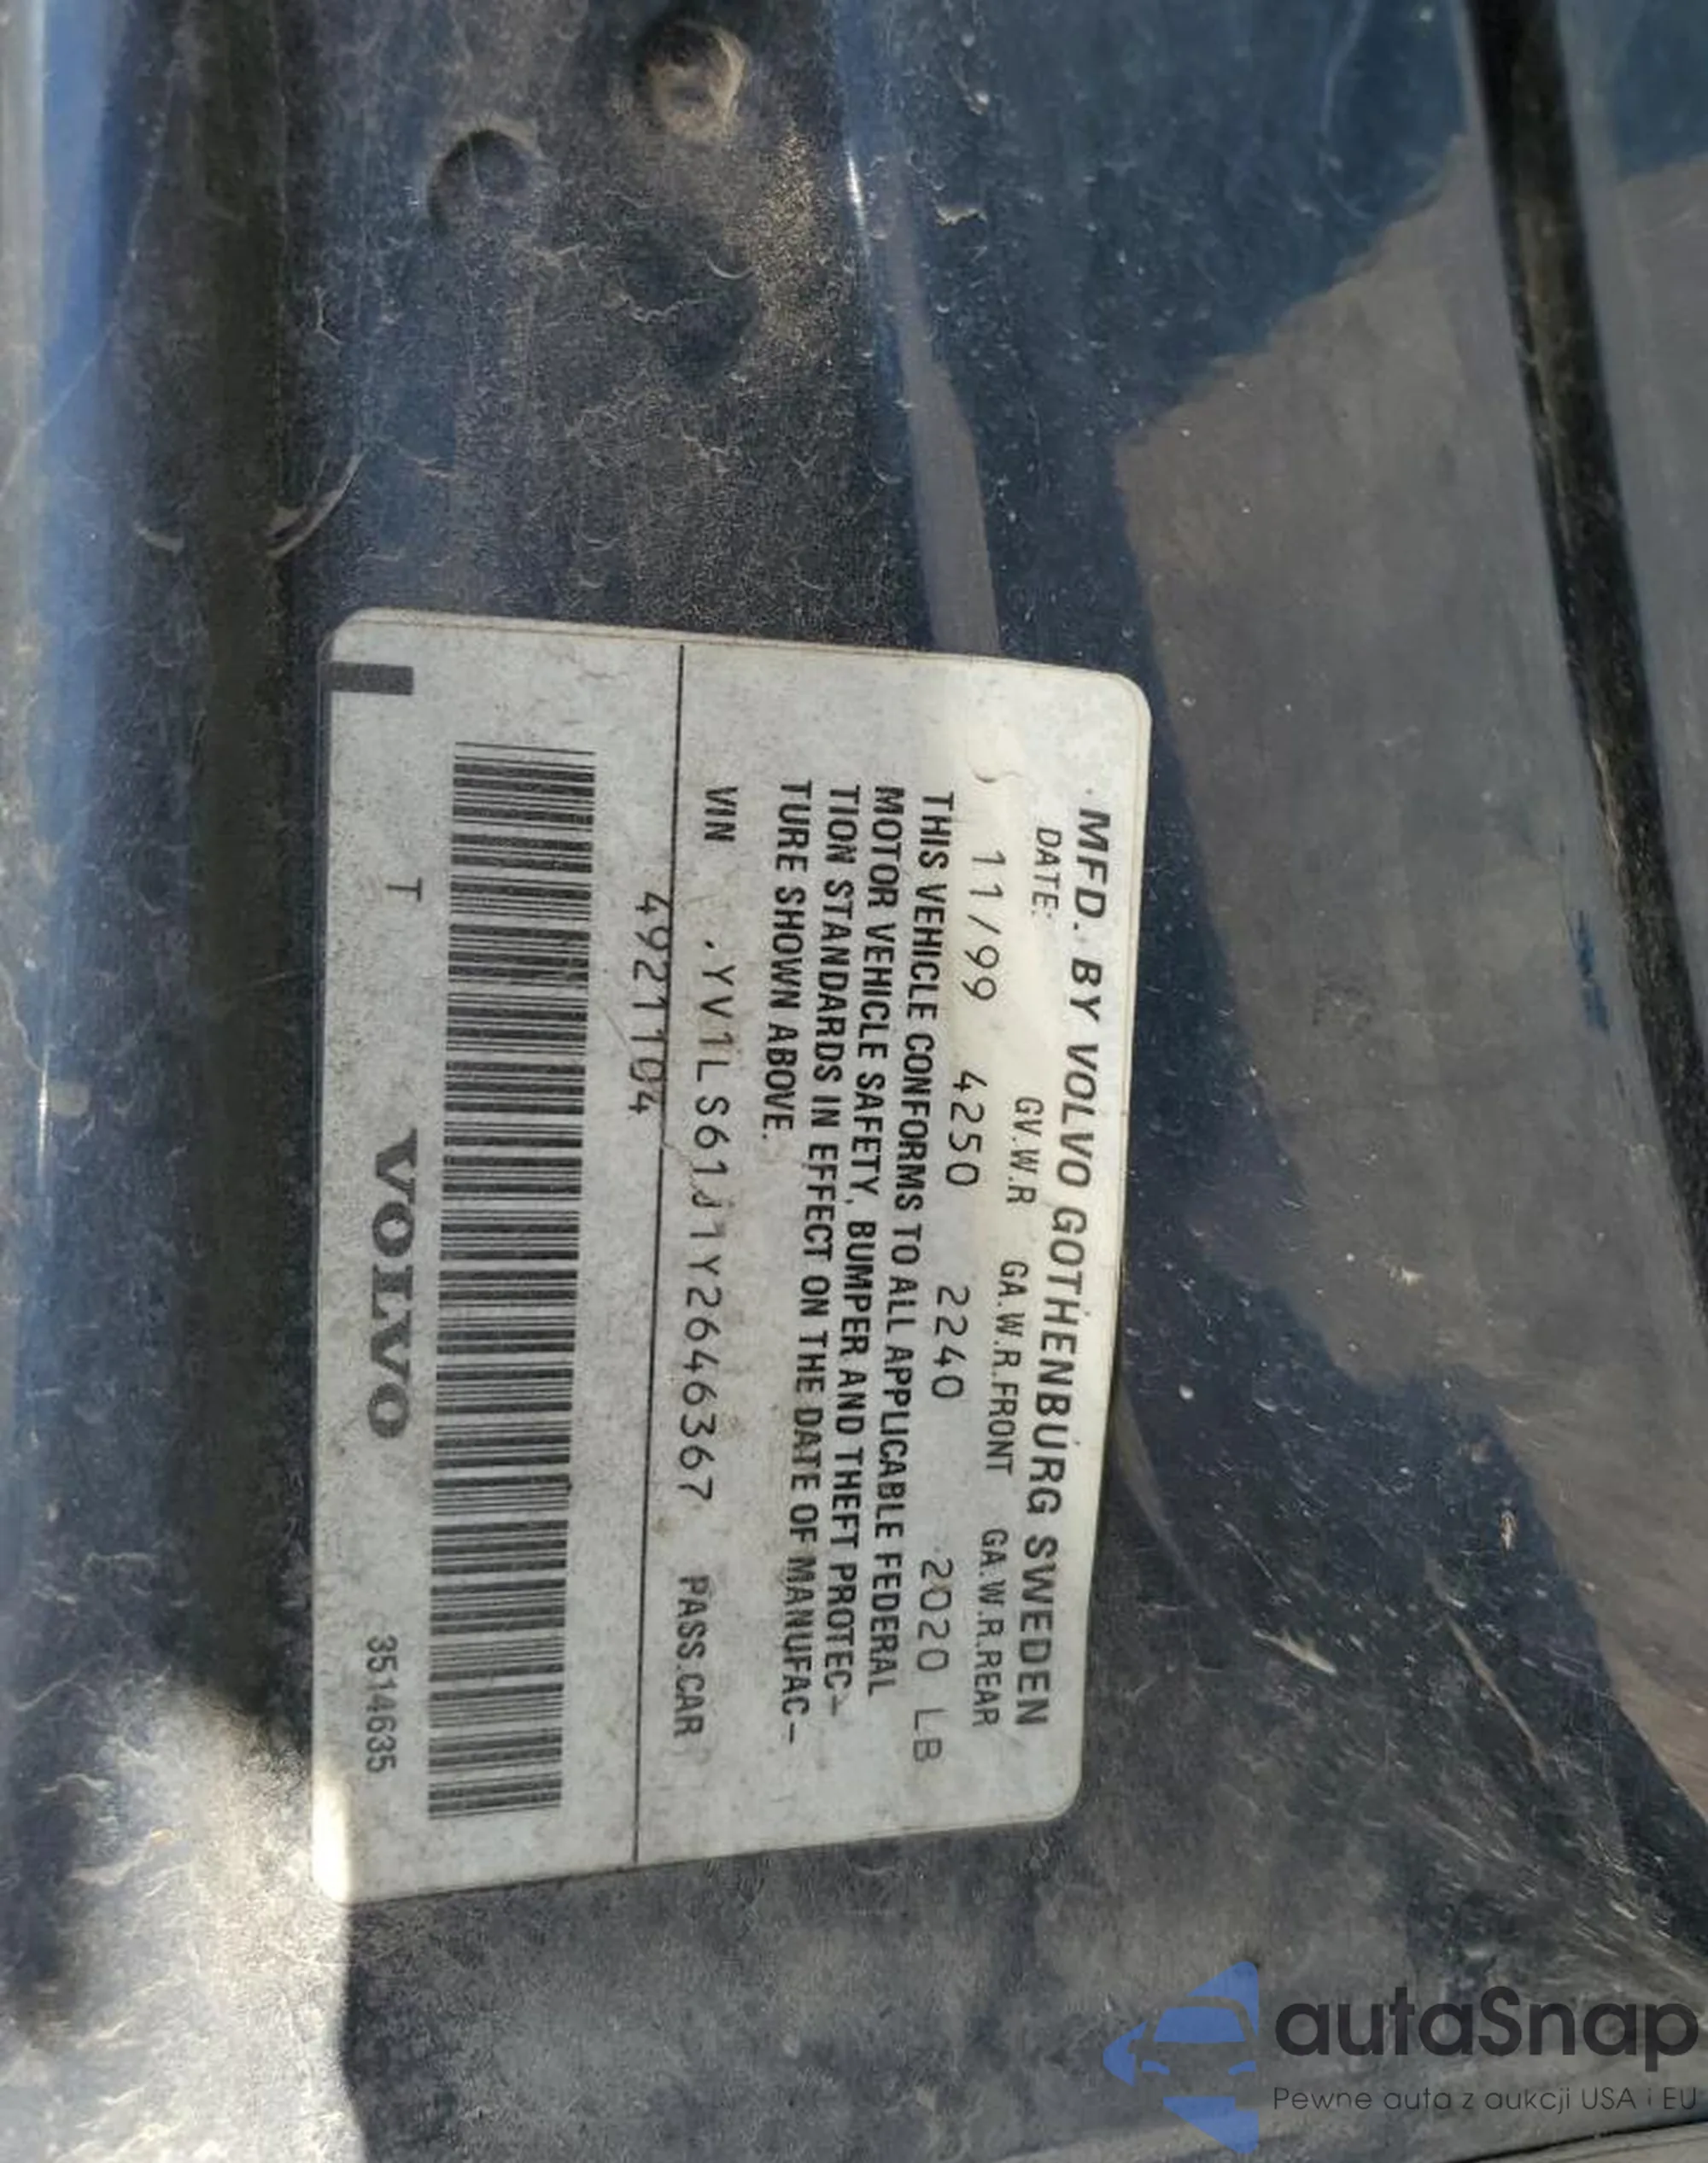 MFD. BY VOLVO GOTHENBURG SWEDEN
DATE: GV.W.R GA.W.R.FRONT GA.W.R.REAR
11/99 4250 2240 2020 LB
THIS VEHICLE CONFORMS TO ALL APPLICABLE FEDERAL
MOTOR VEHICLE SAFETY, BUMPER AND THEFT PROTEC-
TION STANDARDS IN EFFECT ON THE DATE OF MANUFAC-
TURE SHOWN ABOVE.
VIN YV1LS61J1Y2646367 PASS.CAR
4921104
T VOLVO 3514635
autaSnap
Pewne auta z aukcji USA i EU